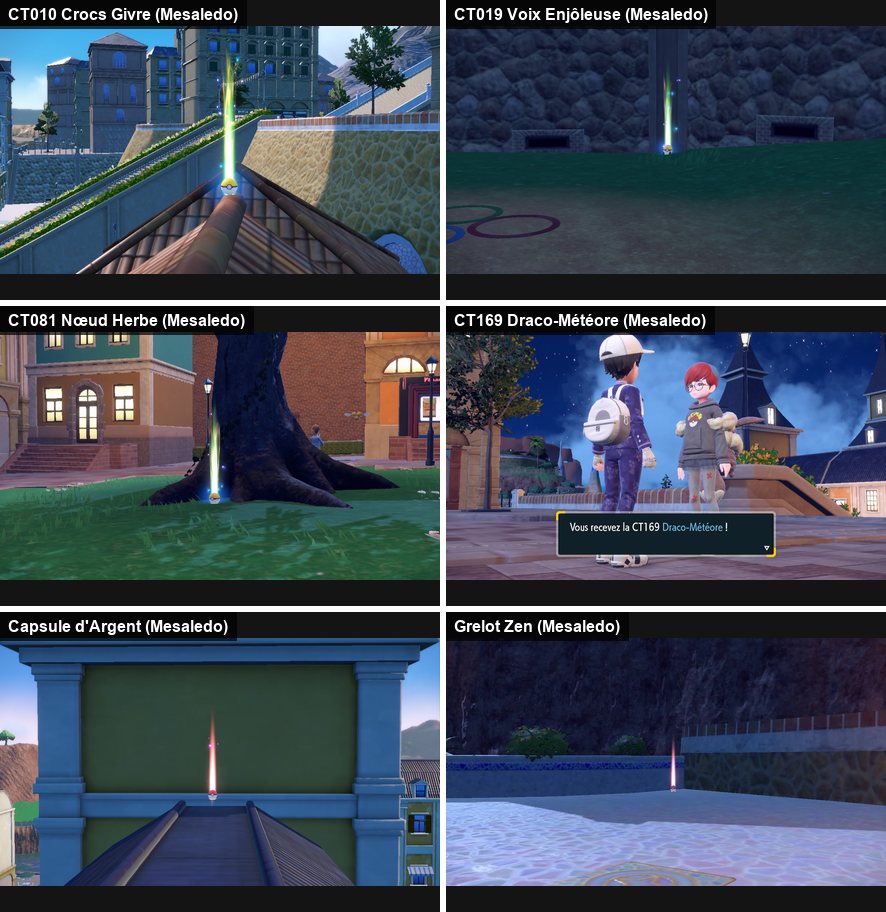 CT010 Crocs Givre (Mesaledo)
CT019 Voix Enjôleuse (Mesaledo)
CT081 Nœud Herbe (Mesaledo)
CT169 Draco-Météore (Mesaledo)
Vous recevez la CT169 Draco-Météore !
Capsule d'Argent (Mesaledo)
Grelot Zen (Mesaledo)